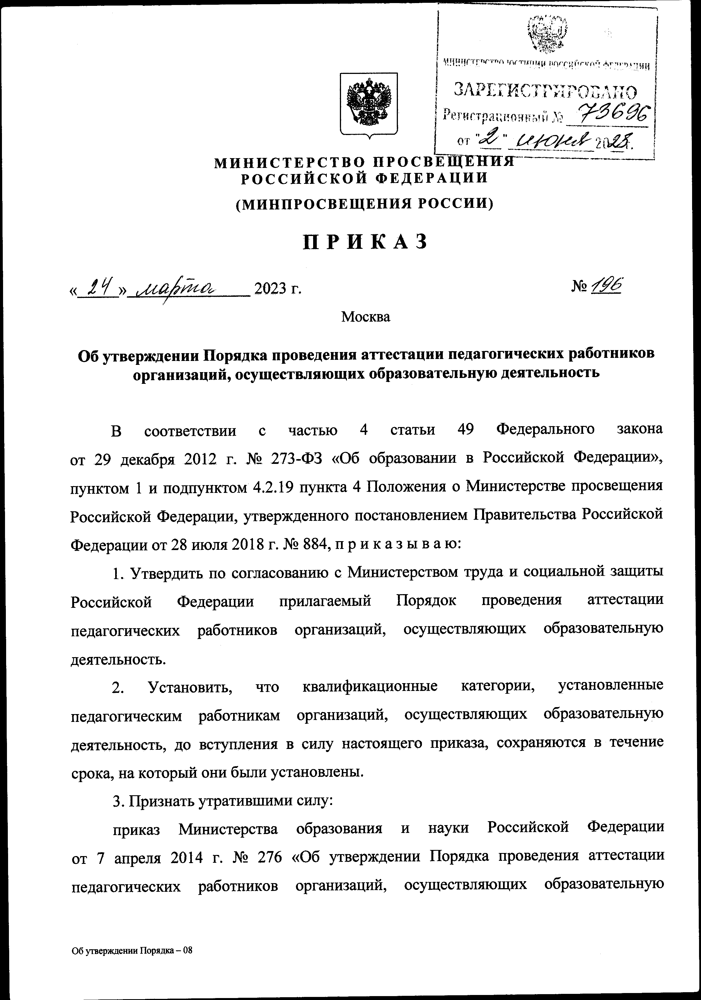 МИНИСТЕРСТВО ЮСТИЦИИ РОССИЙСКОЙ ФЕДЕРАЦИИ
ЗАРЕГИСТРИРОВАНО
Регистрационный № 73696
от "2" июня 2023г.
МИНИСТЕРСТВО ПРОСВЕЩЕНИЯ
РОССИЙСКОЙ ФЕДЕРАЦИИ
(МИНПРОСВЕЩЕНИЯ РОССИИ)
П Р И К А З
«24» марта 2023 г.
№ 196
Москва
Об утверждении Порядка проведения аттестации педагогических работников
организаций, осуществляющих образовательную деятельность
В соответствии с частью 4 статьи 49 Федерального закона
от 29 декабря 2012 г. № 273-ФЗ «Об образовании в Российской Федерации»,
пунктом 1 и подпунктом 4.2.19 пункта 4 Положения о Министерстве просвещения
Российской Федерации, утвержденного постановлением Правительства Российской
Федерации от 28 июля 2018 г. № 884, п р и к а з ы в а ю:
1. Утвердить по согласованию с Министерством труда и социальной защиты
Российской Федерации прилагаемый Порядок проведения аттестации
педагогических работников организаций, осуществляющих образовательную
деятельность.
2. Установить, что квалификационные категории, установленные
педагогическим работникам организаций, осуществляющих образовательную
деятельность, до вступления в силу настоящего приказа, сохраняются в течение
срока, на который они были установлены.
3. Признать утратившими силу:
приказ Министерства образования и науки Российской Федерации
от 7 апреля 2014 г. № 276 «Об утверждении Порядка проведения аттестации
педагогических работников организаций, осуществляющих образовательную
Об утверждении Порядка – 08